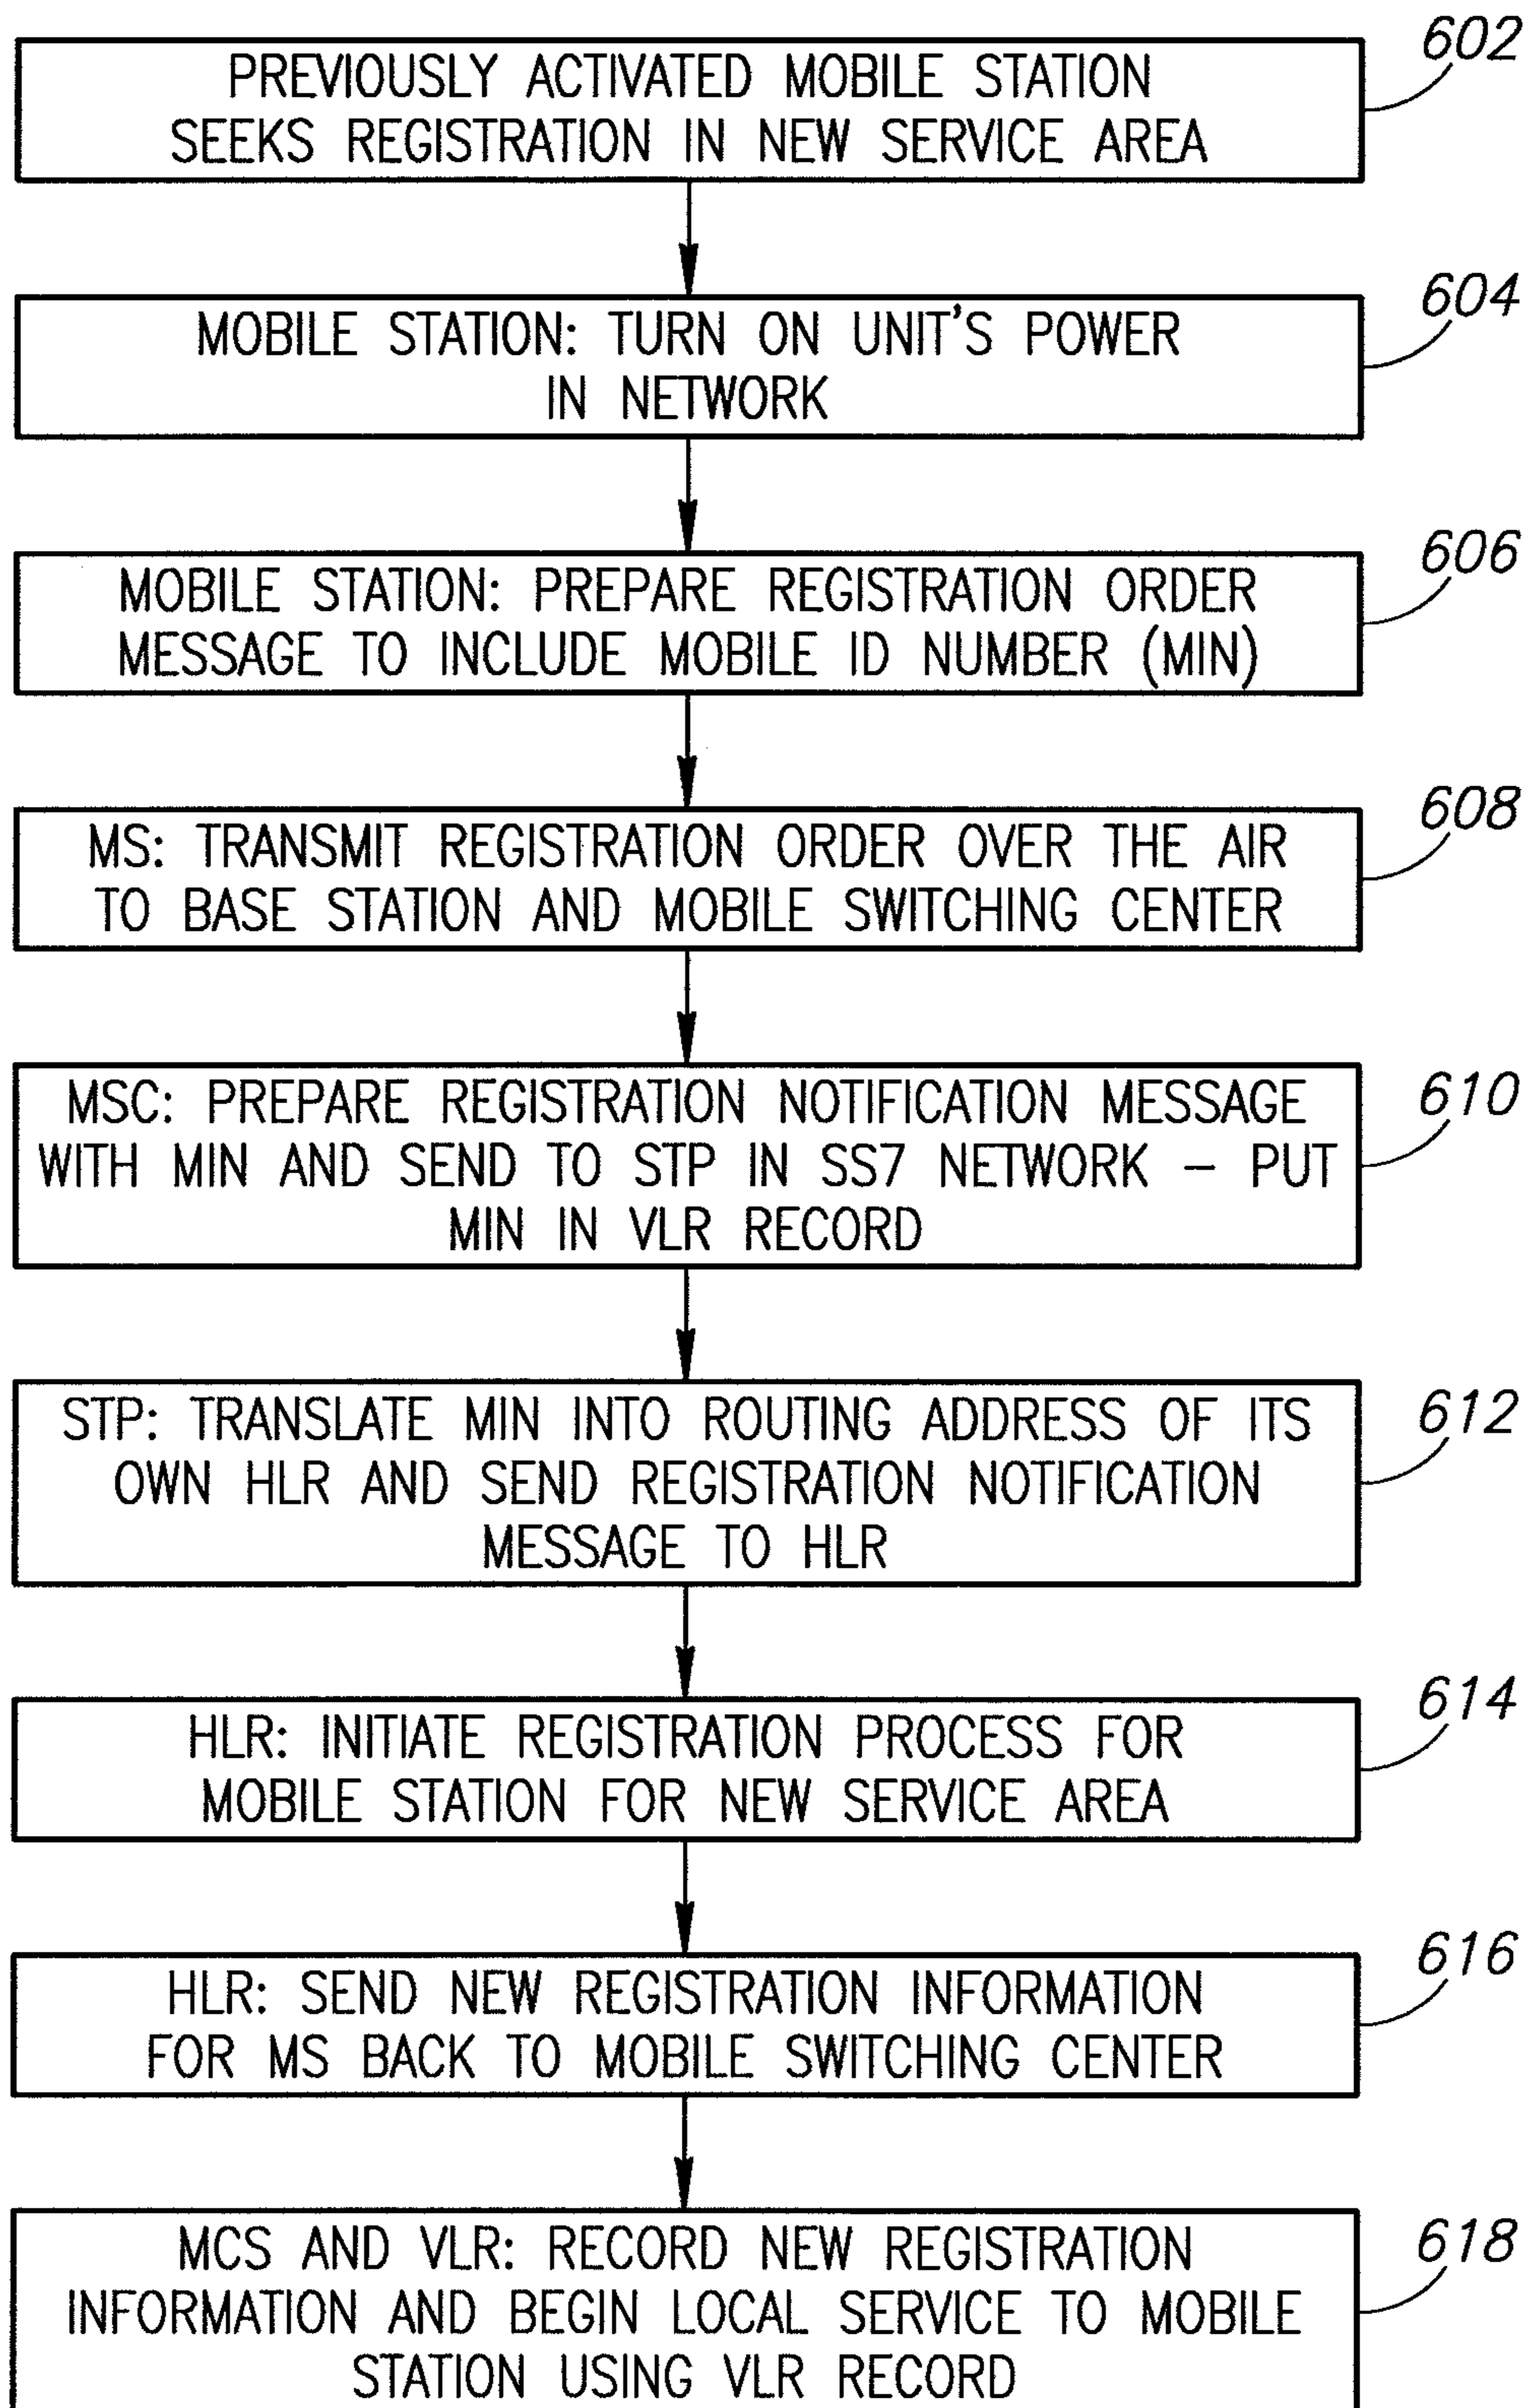 602
PREVIOUSLY ACTIVATED MOBILE STATION
SEEKS REGISTRATION IN NEW SERVICE AREA
604
MOBILE STATION: TURN ON UNIT'S POWER
IN NETWORK
606
MOBILE STATION: PREPARE REGISTRATION ORDER
MESSAGE TO INCLUDE MOBILE ID NUMBER (MIN)
608
MS: TRANSMIT REGISTRATION ORDER OVER THE AIR
TO BASE STATION AND MOBILE SWITCHING CENTER
610
MSC: PREPARE REGISTRATION NOTIFICATION MESSAGE
WITH MIN AND SEND TO STP IN SS7 NETWORK – PUT
MIN IN VLR RECORD
612
STP: TRANSLATE MIN INTO ROUTING ADDRESS OF ITS
OWN HLR AND SEND REGISTRATION NOTIFICATION
MESSAGE TO HLR
614
HLR: INITIATE REGISTRATION PROCESS FOR
MOBILE STATION FOR NEW SERVICE AREA
616
HLR: SEND NEW REGISTRATION INFORMATION
FOR MS BACK TO MOBILE SWITCHING CENTER
618
MCS AND VLR: RECORD NEW REGISTRATION
INFORMATION AND BEGIN LOCAL SERVICE TO MOBILE
STATION USING VLR RECORD